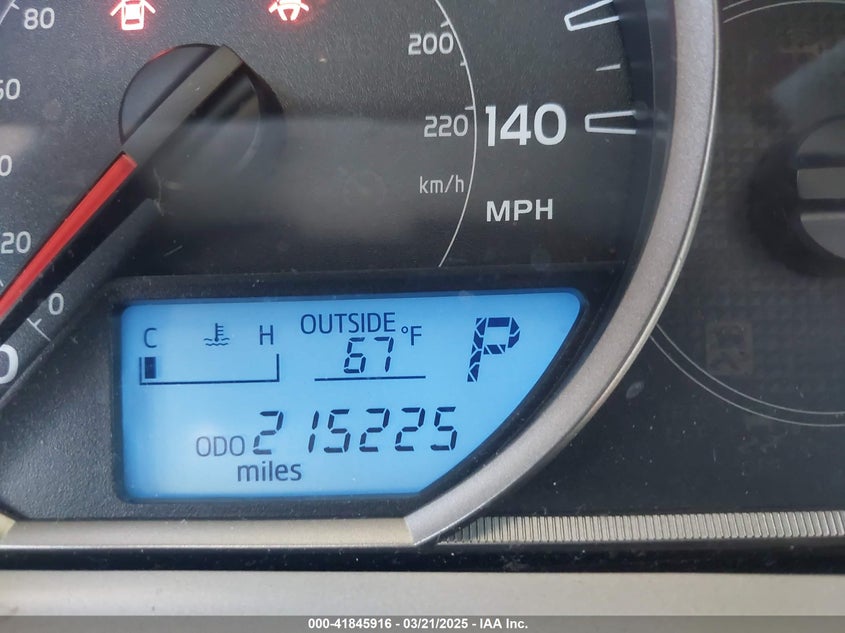 80
20
0
200
220
km/h
140
MPH
C H
OUTSIDE 67 °F
P
ODO 215225
miles
000-41845916 - 03/21/2025 - IAA Inc.